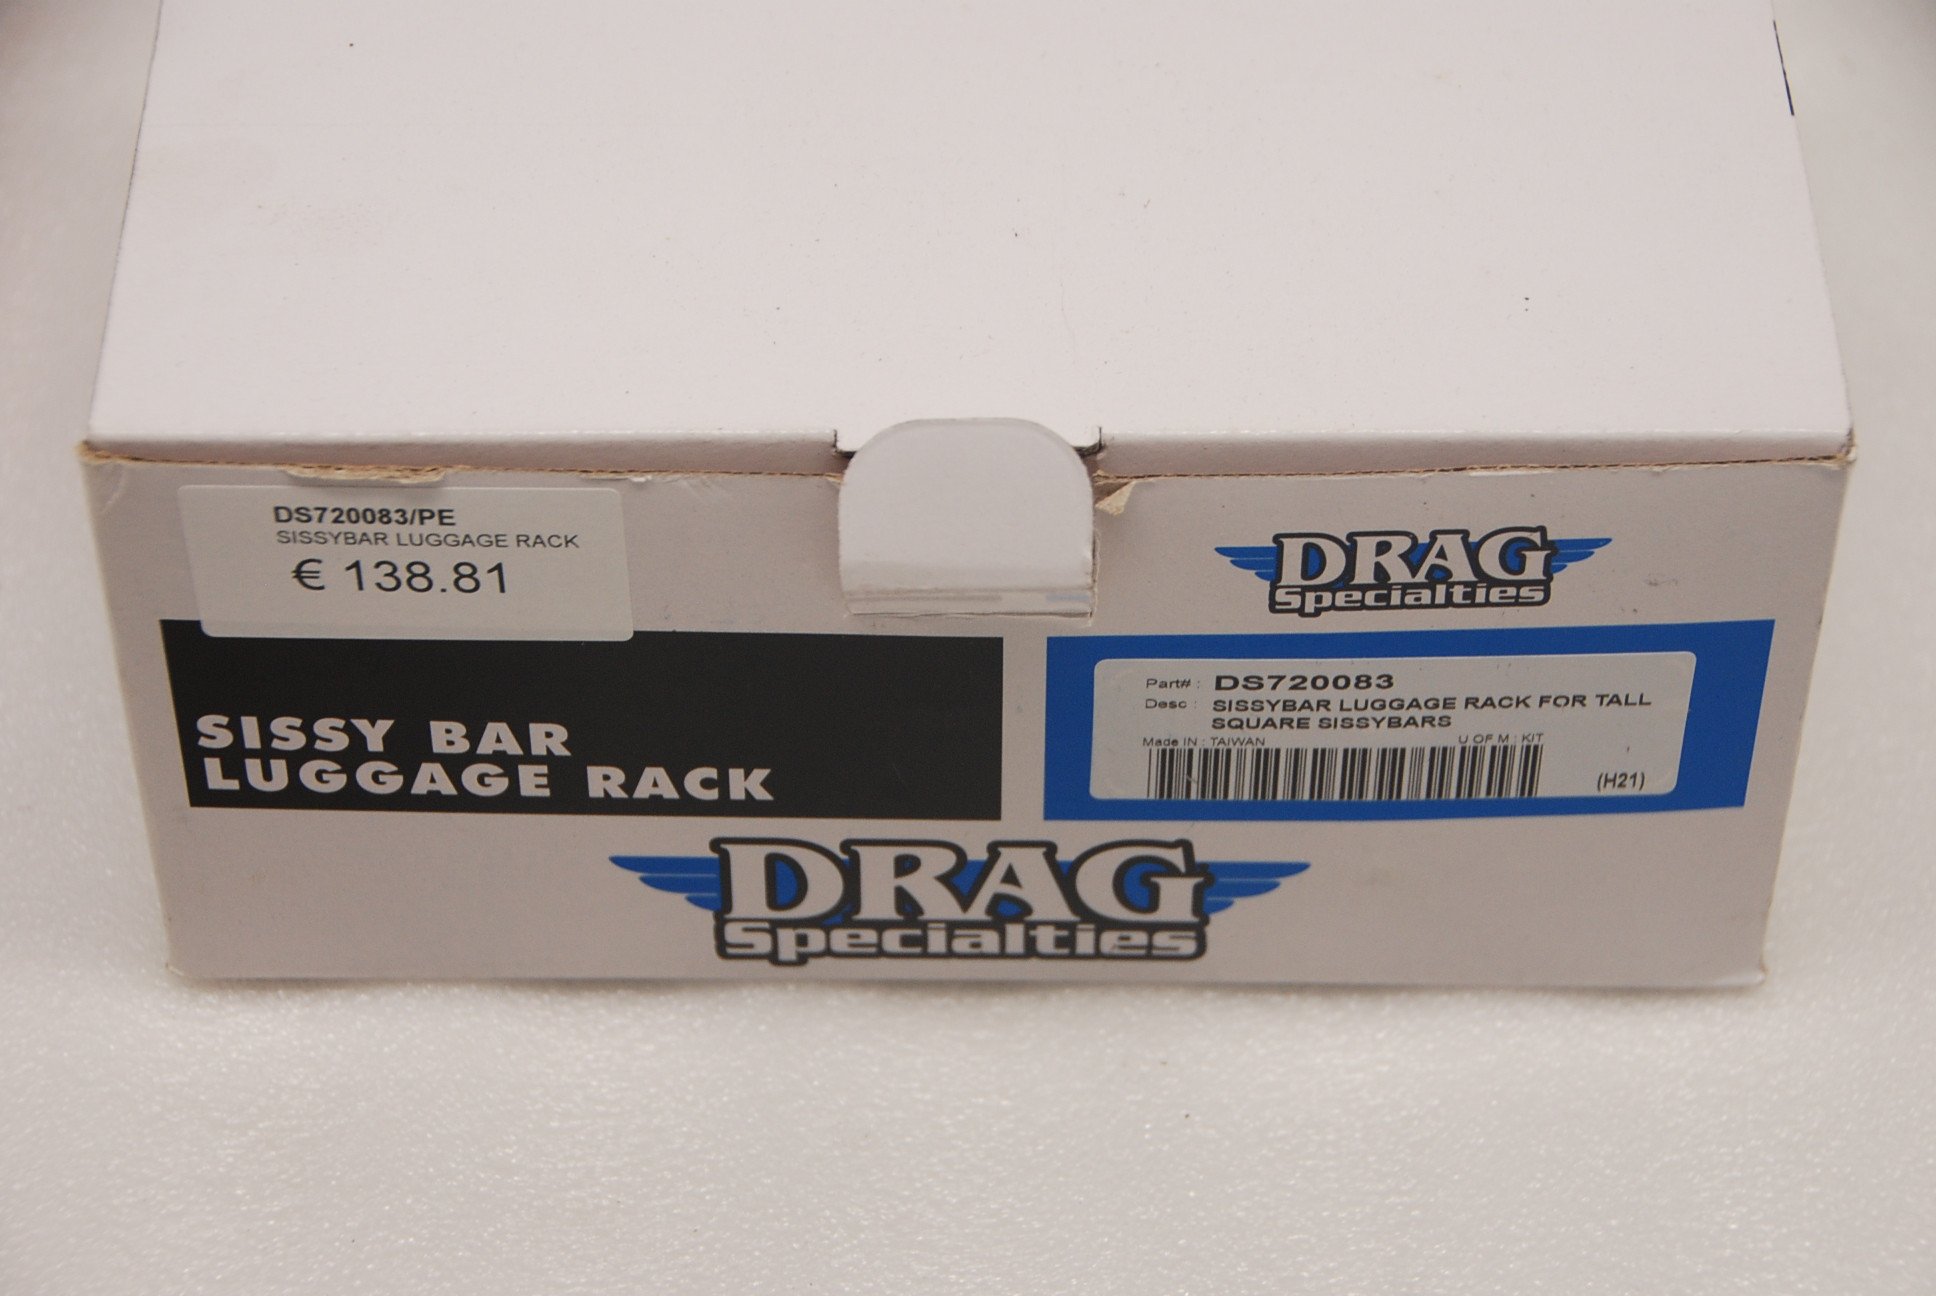 DS720083/PE
SISSYBAR LUGGAGE RACK
€ 138.81
DRAG
Specialties
SISSY BAR
LUGGAGE RACK
Part# : DS720083
Desc : SISSYBAR LUGGAGE RACK FOR TALL
SQUARE SISSYBARS
Made IN : TAIWAN U OF M : KIT
(H21)
DRAG
Specialties